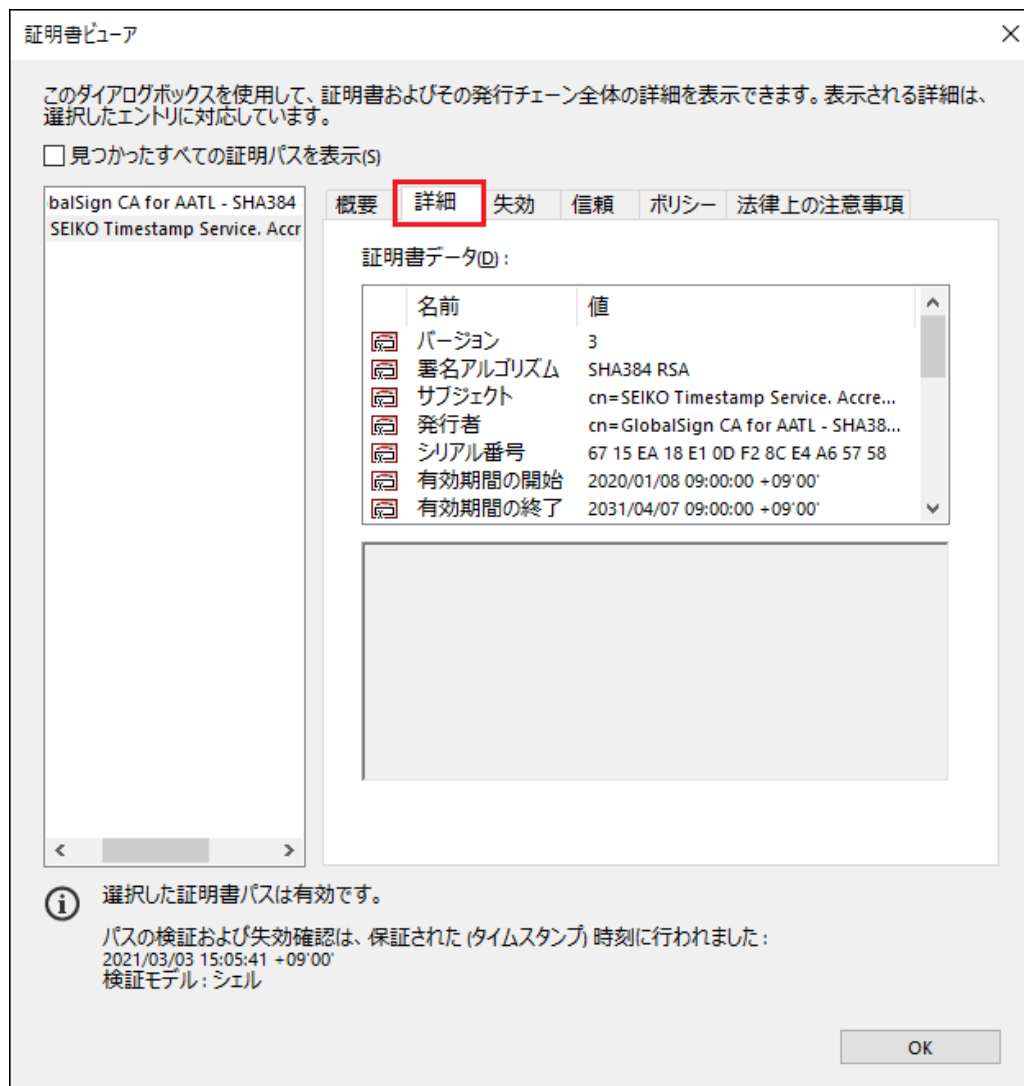 証明書ビューア
このダイアログボックスを使用して、証明書およびその発行チェーン全体の詳細を表示できます。表示される詳細は、
選択したエントリに対応しています。
見つかったすべての証明パスを表示(S)
balSign CA for AATL - SHA384
SEIKO Timestamp Service. Accr
概要 詳細 失効 信頼 ポリシー 法律上の注意事項
証明書データ(D) :
名前 値
バージョン 3
署名アルゴリズム SHA384 RSA
サブジェクト cn=SEIKO Timestamp Service. Accre...
発行者 cn=GlobalSign CA for AATL - SHA38...
シリアル番号 67 15 EA 18 E1 0D F2 8C E4 A6 57 58
有効期間の開始 2020/01/08 09:00:00 +09'00'
有効期間の終了 2031/04/07 09:00:00 +09'00'
選択した証明書パスは有効です。
パスの検証および失効確認は、保証された (タイムスタンプ) 時刻に行われました :
2021/03/03 15:05:41 +09'00'
検証モデル : シェル
OK